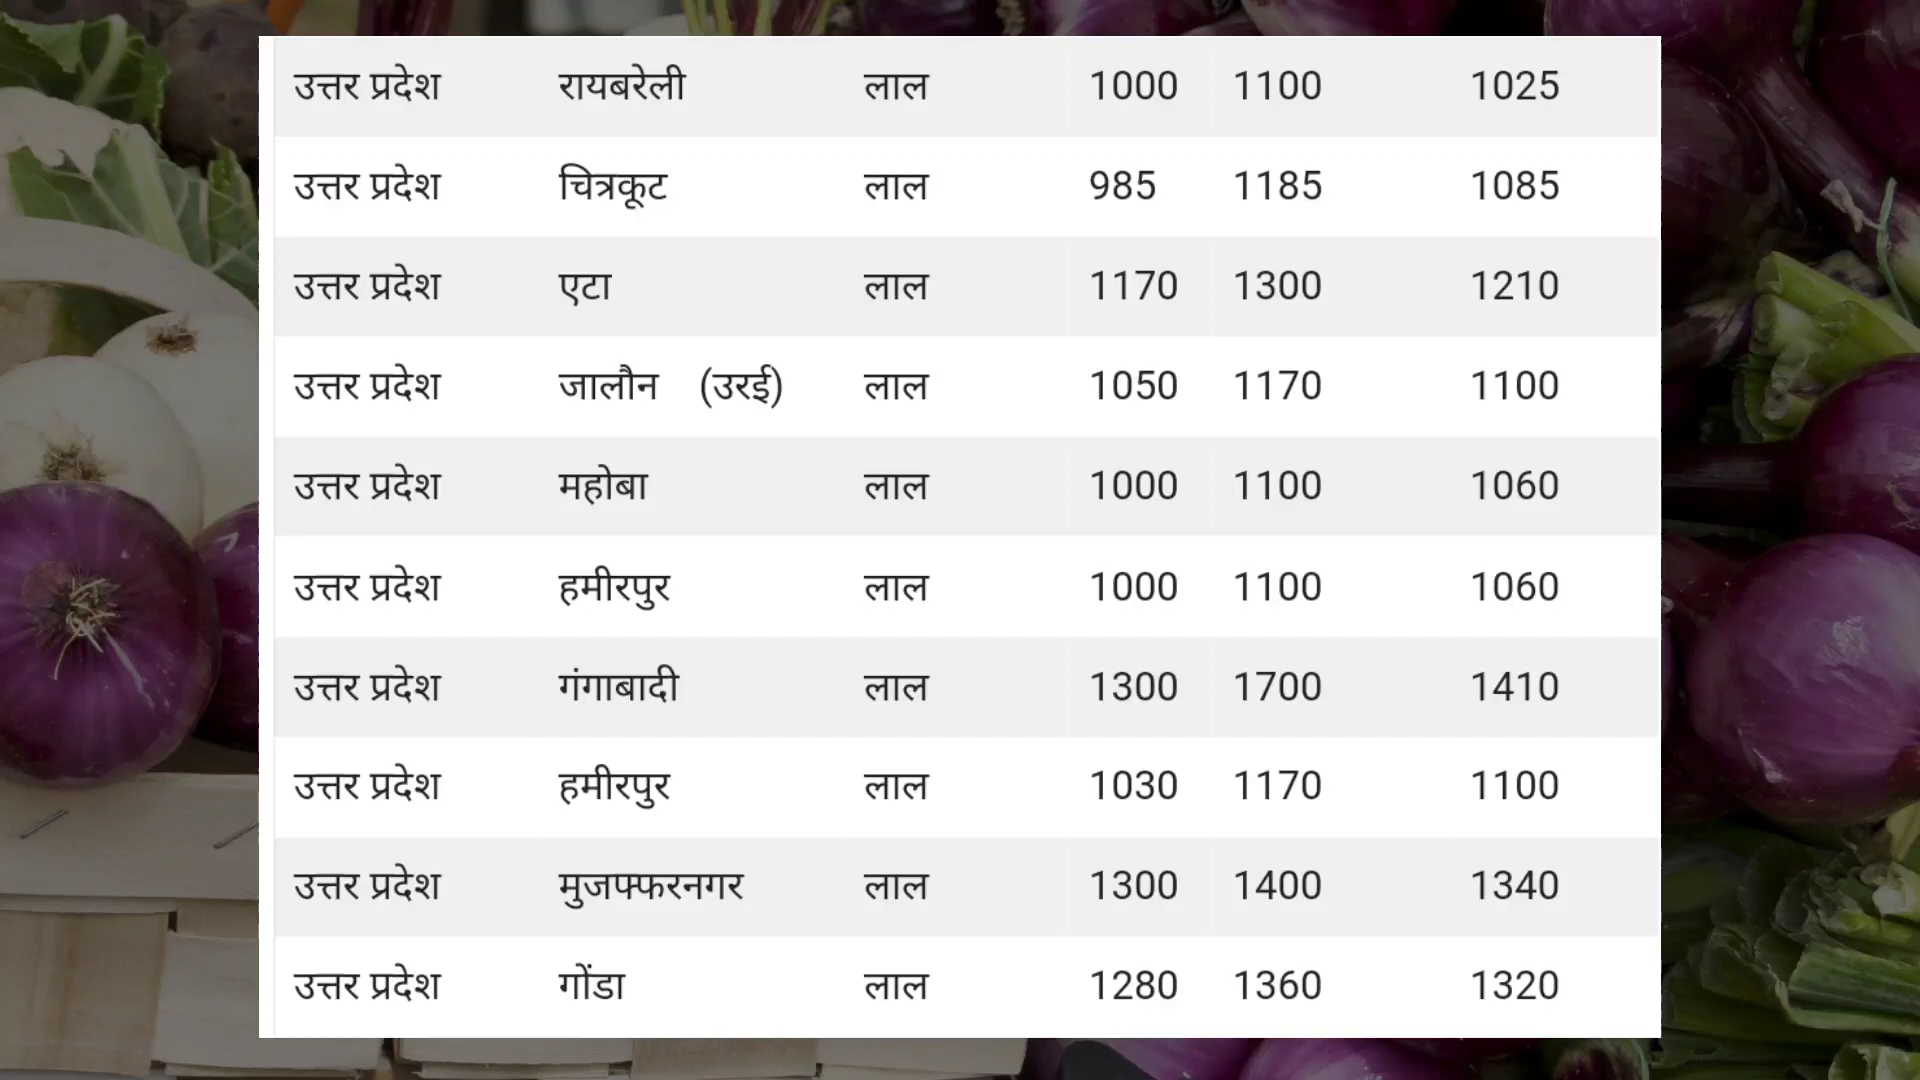 उत्तर प्रदेश रायबरेली लाल 1000 1100 1025
उत्तर प्रदेश चित्रकूट लाल 985 1185 1085
उत्तर प्रदेश एटा लाल 1170 1300 1210
उत्तर प्रदेश जालौन (उरई) लाल 1050 1170 1100
उत्तर प्रदेश महोबा लाल 1000 1100 1060
उत्तर प्रदेश हमीरपुर लाल 1000 1100 1060
उत्तर प्रदेश गंगाबादी लाल 1300 1700 1410
उत्तर प्रदेश हमीरपुर लाल 1030 1170 1100
उत्तर प्रदेश मुजफ्फरनगर लाल 1300 1400 1340
उत्तर प्रदेश गोंडा लाल 1280 1360 1320